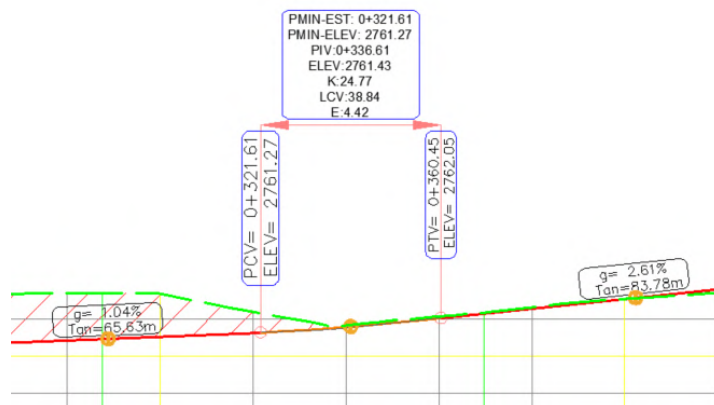 PMIN-EST: 0+321.61
PMIN-ELEV: 2761.27
PIV:0+336.61
ELEV:2761.43
K:24.77
LCV:38.84
E:4.42
PCV= 0+321.61
ELEV= 2761.27
PTV= 0+360.45
ELEV= 2762.05
g= 1.04%
Tan=65.63m
g= 2.61%
Tan=83.78m